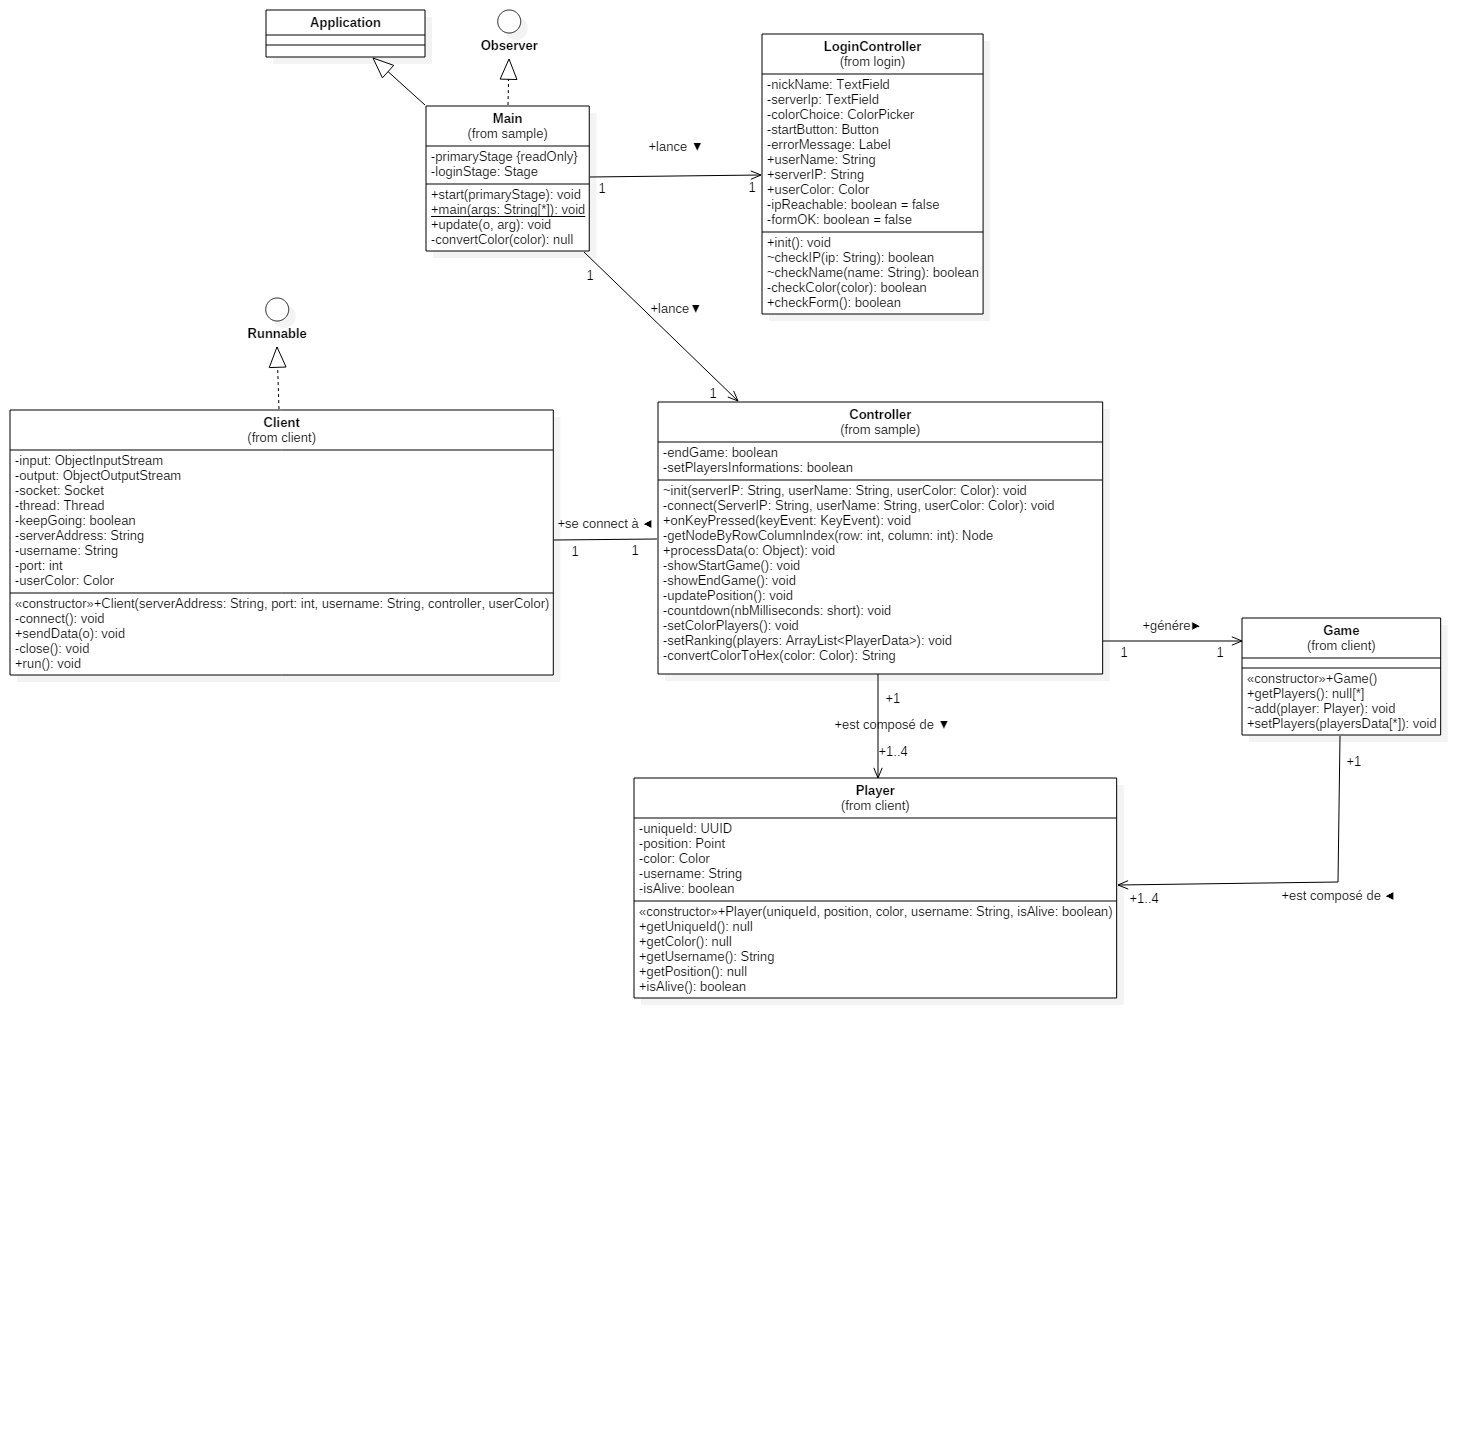 Application
Observer
Main
(from sample)
-primaryStage {readOnly}
-loginStage: Stage
+start(primaryStage): void
+main(args: String[*]): void
+update(o, arg): void
-convertColor(color): null
+lance ▼
1
1
LoginController
(from login)
-nickName: TextField
-serverIp: TextField
-colorChoice: ColorPicker
-startButton: Button
-errorMessage: Label
+userName: String
+serverIP: String
+userColor: Color
-ipReachable: boolean = false
-formOK: boolean = false
+init(): void
~checkIP(ip: String): boolean
~checkName(name: String): boolean
-checkColor(color): boolean
+checkForm(): boolean
1
+lance▼
1
Runnable
Client
(from client)
-input: ObjectInputStream
-output: ObjectOutputStream
-socket: Socket
-thread: Thread
-keepGoing: boolean
-serverAddress: String
-username: String
-port: int
-userColor: Color
«constructor»+Client(serverAddress: String, port: int, username: String, controller, userColor)
-connect(): void
+sendData(o): void
-close(): void
+run(): void
+se connect à ◄
1
1
Controller
(from sample)
-endGame: boolean
-setPlayersInformations: boolean
~init(serverIP: String, userName: String, userColor: Color): void
-connect(ServerIP: String, userName: String, userColor: Color): void
+onKeyPressed(keyEvent: KeyEvent): void
-getNodeByRowColumnIndex(row: int, column: int): Node
+processData(o: Object): void
-showStartGame(): void
-showEndGame(): void
-updatePosition(): void
-countdown(nbMilliseconds: short): void
-setColorPlayers(): void
-setRanking(players: ArrayList<PlayerData>): void
-convertColorToHex(color: Color): String
+génére►
1
1
Game
(from client)
«constructor»+Game()
+getPlayers(): null[*]
~add(player: Player): void
+setPlayers(playersData[*]): void
+1
+est composé de ▼
+1..4
+1
+1..4
+est composé de ◄
Player
(from client)
-uniqueId: UUID
-position: Point
-color: Color
-username: String
-isAlive: boolean
«constructor»+Player(uniqueId, position, color, username: String, isAlive: boolean)
+getUniqueId(): null
+getColor(): null
+getUsername(): String
+getPosition(): null
+isAlive(): boolean